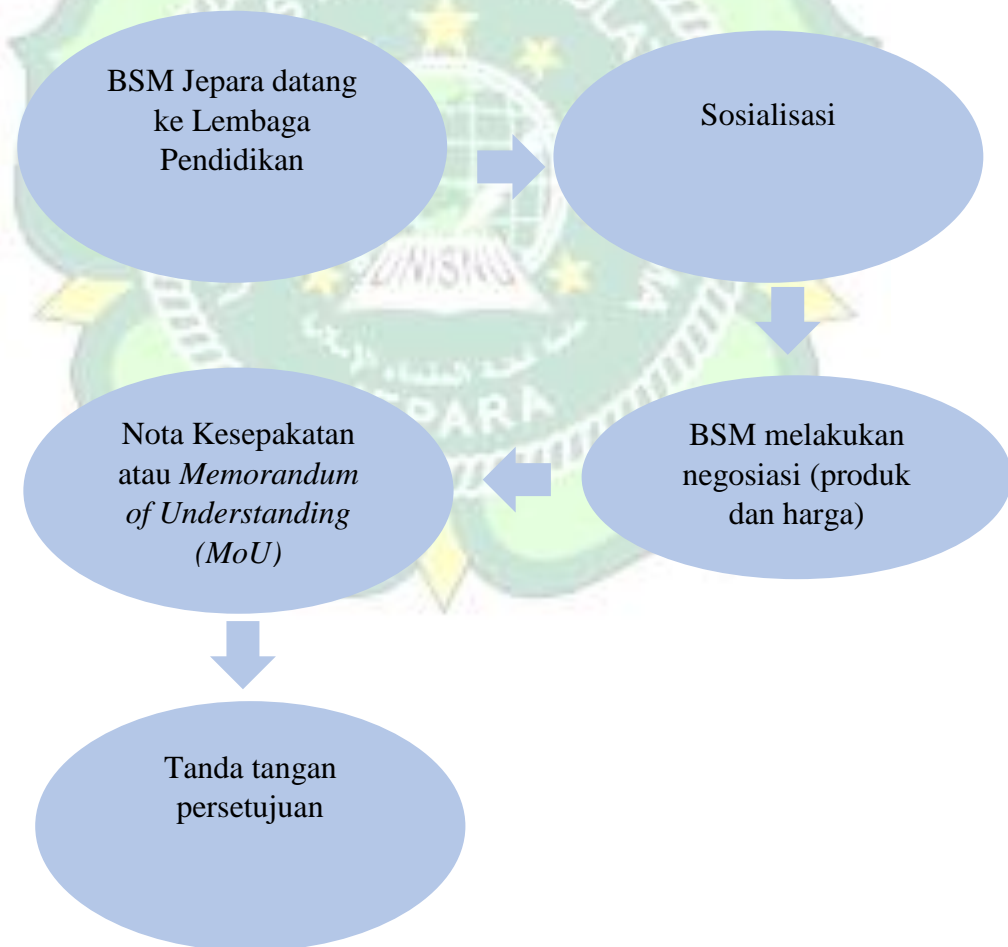 BSM Jepara datang
ke Lembaga
Pendidikan
Sosialisasi
BSM melakukan
negosiasi (produk
dan harga)
Nota Kesepakatan
atau Memorandum
of Understanding
(MoU)
Tanda tangan
persetujuan
UNISNU